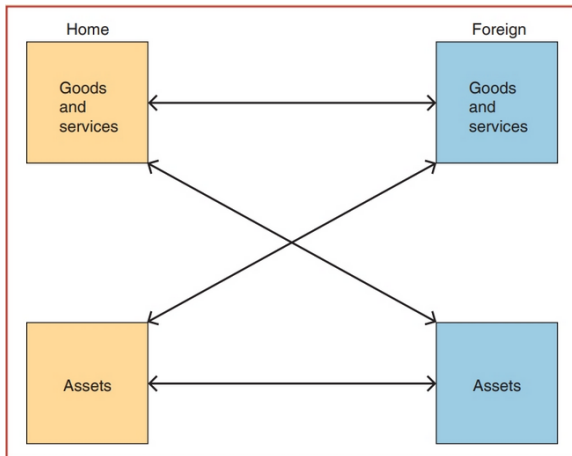 Home
Foreign
Goods
and
services
Goods
and
services
Assets
Assets